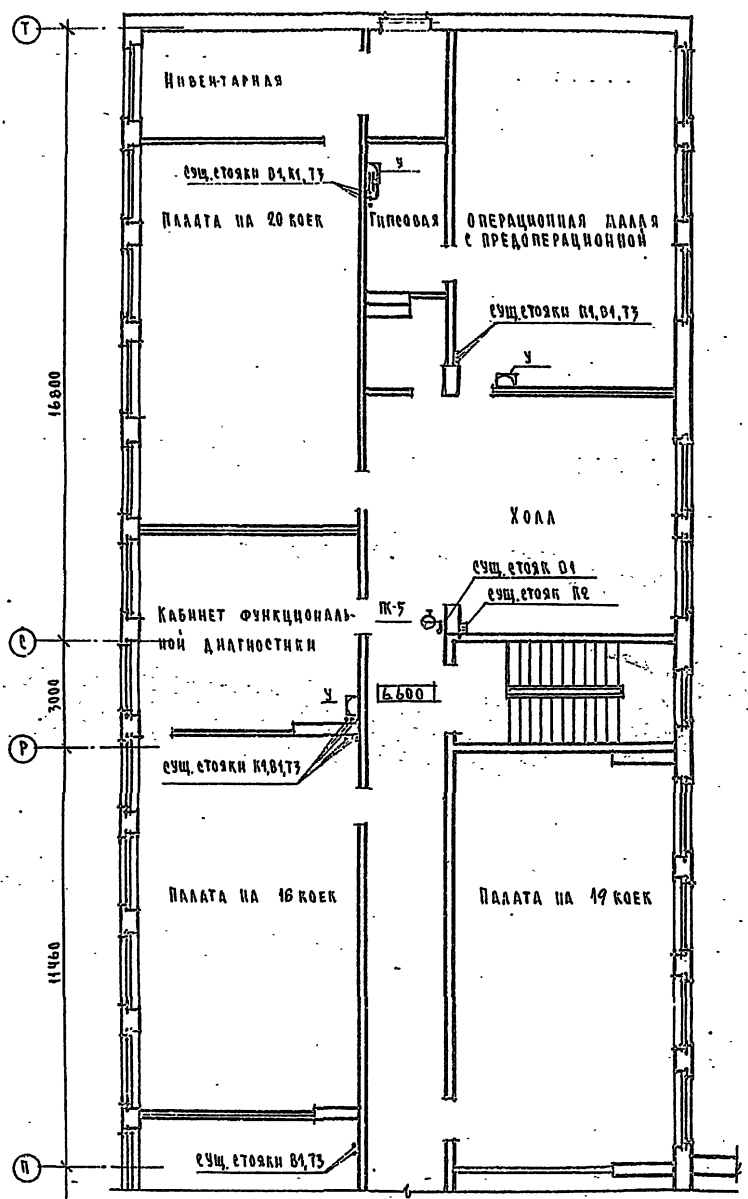 Т
ИНВЕНТАРНАЯ
СУЩ. СТОЯКИ В1, К1, Т3
У
ПАЛАТА НА 20 КОЕК
ГИПСОВАЯ
ОПЕРАЦИОННАЯ МАЛАЯ
С ПРЕДОПЕРАЦИОННОЙ
СУЩ. СТОЯКИ К1, В1, Т3
У
16800
ХОЛЛ
СУЩ. СТОЯК В1
СУЩ. СТОЯК К2
КАБИНЕТ ФУНКЦИОНАЛЬ-
НОЙ ДИАГНОСТИКИ
ПК-5
С
3000
У
6.600
Р
СУЩ. СТОЯКИ К1, В1, Т3
ПАЛАТА НА 16 КОЕК
ПАЛАТА НА 19 КОЕК
11460
СУЩ. СТОЯКИ В1, Т3
П